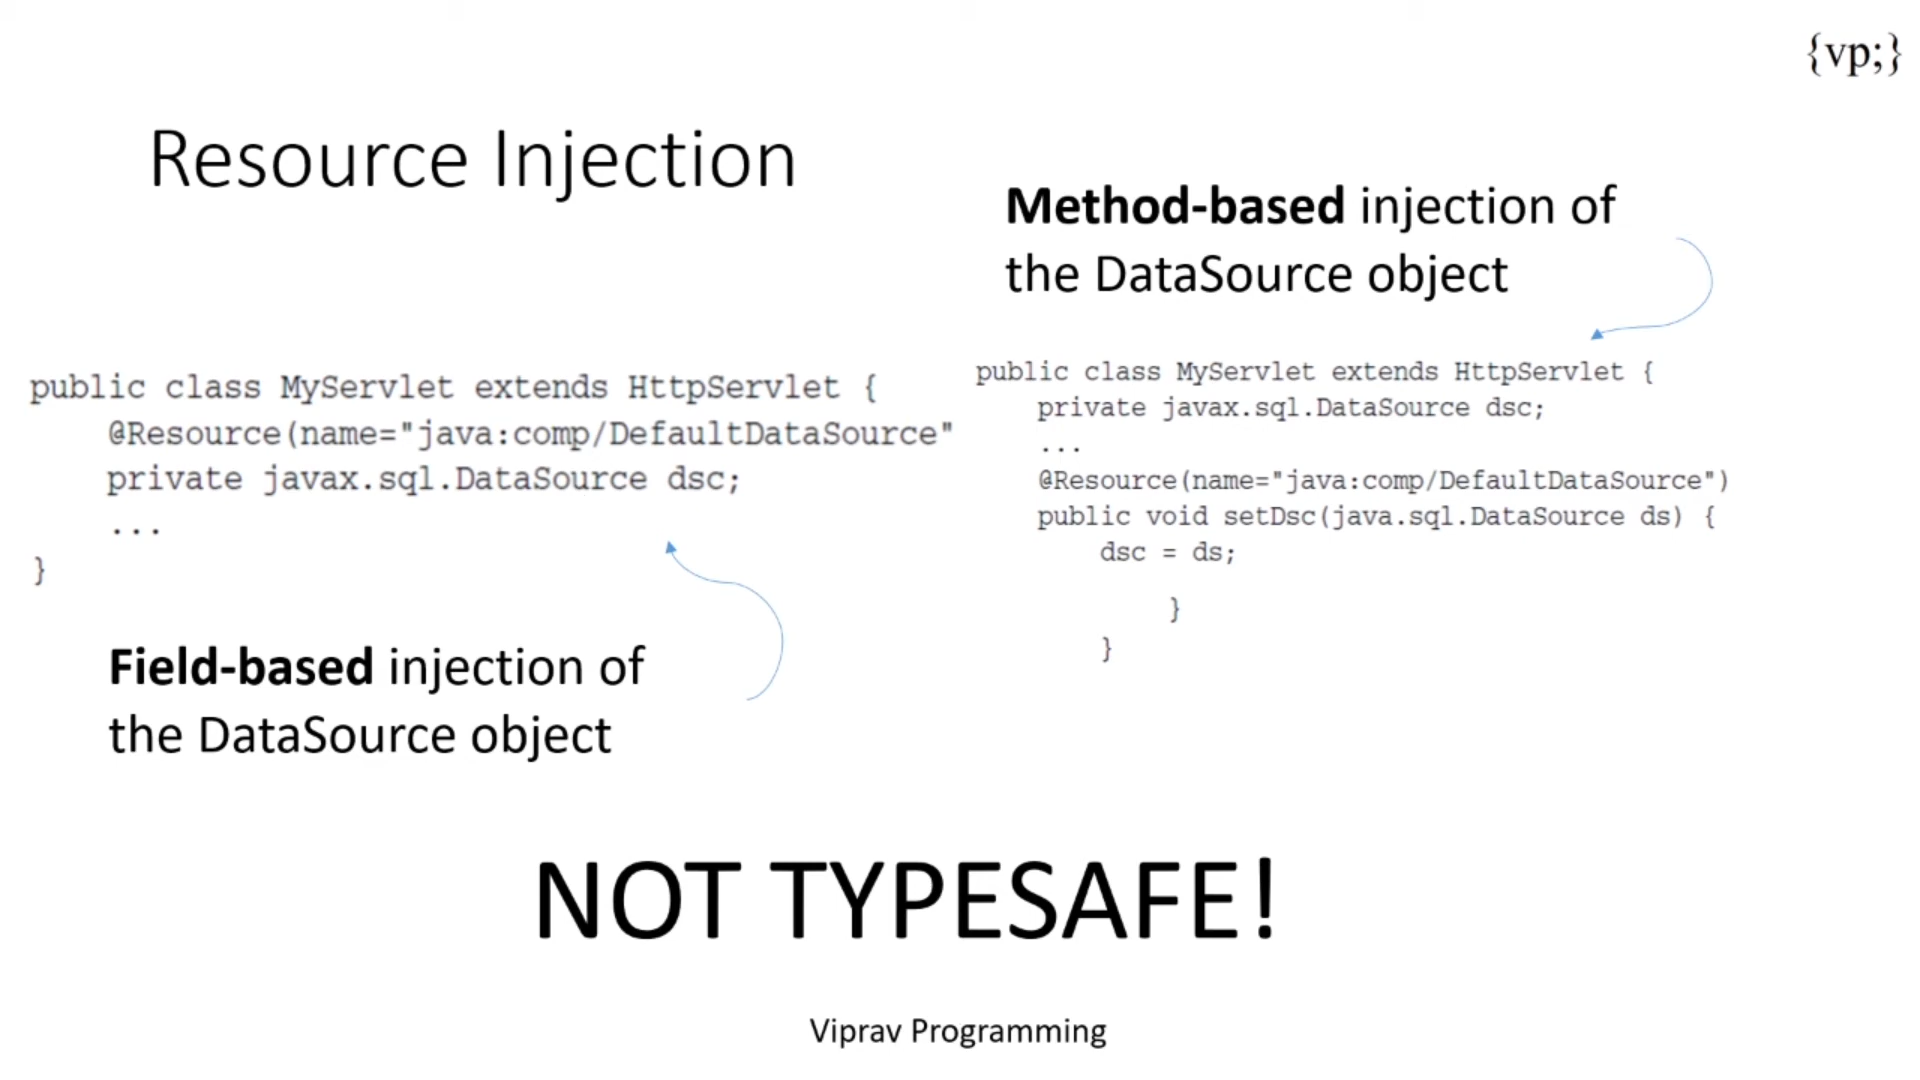 {vp;}
Resource Injection
Method-based injection of
the DataSource object
public class MyServlet extends HttpServlet {
@Resource(name="java:comp/DefaultDataSource"
private javax.sql.DataSource dsc;
...
}
public class MyServlet extends HttpServlet {
private javax.sql.DataSource dsc;
...
@Resource(name="java:comp/DefaultDataSource")
public void setDsc(java.sql.DataSource ds) {
dsc = ds;
}
}
Field-based injection of
the DataSource object
NOT TYPESAFE!
Viprav Programming